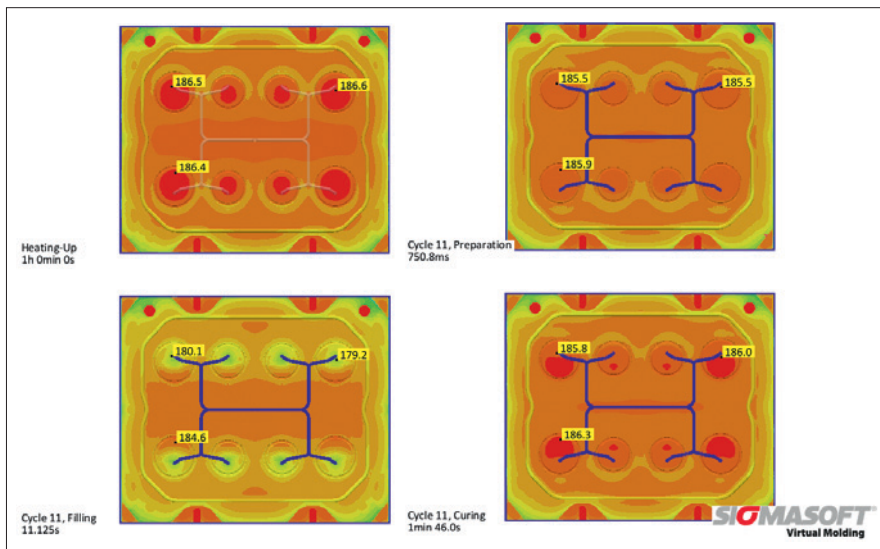 186.5
186.6
186.4
Heating-Up
1h 0min 0s
185.5
185.5
185.9
Cycle 11, Preparation
750.8ms
180.1
179.2
184.6
Cycle 11, Filling
11.125s
185.8
186.0
186.3
Cycle 11, Curing
1min 46.0s
SIGMASOFT
Virtual Molding